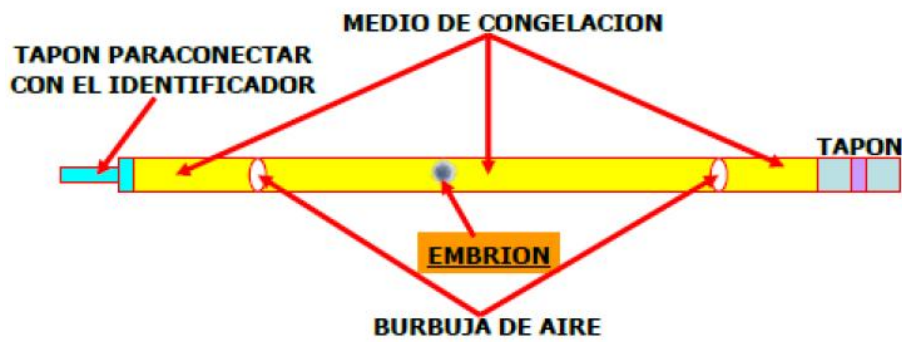 MEDIO DE CONGELACION
TAPON PARACONECTAR
CON EL IDENTIFICADOR
TAPON
EMBRION
BURBUJA DE AIRE